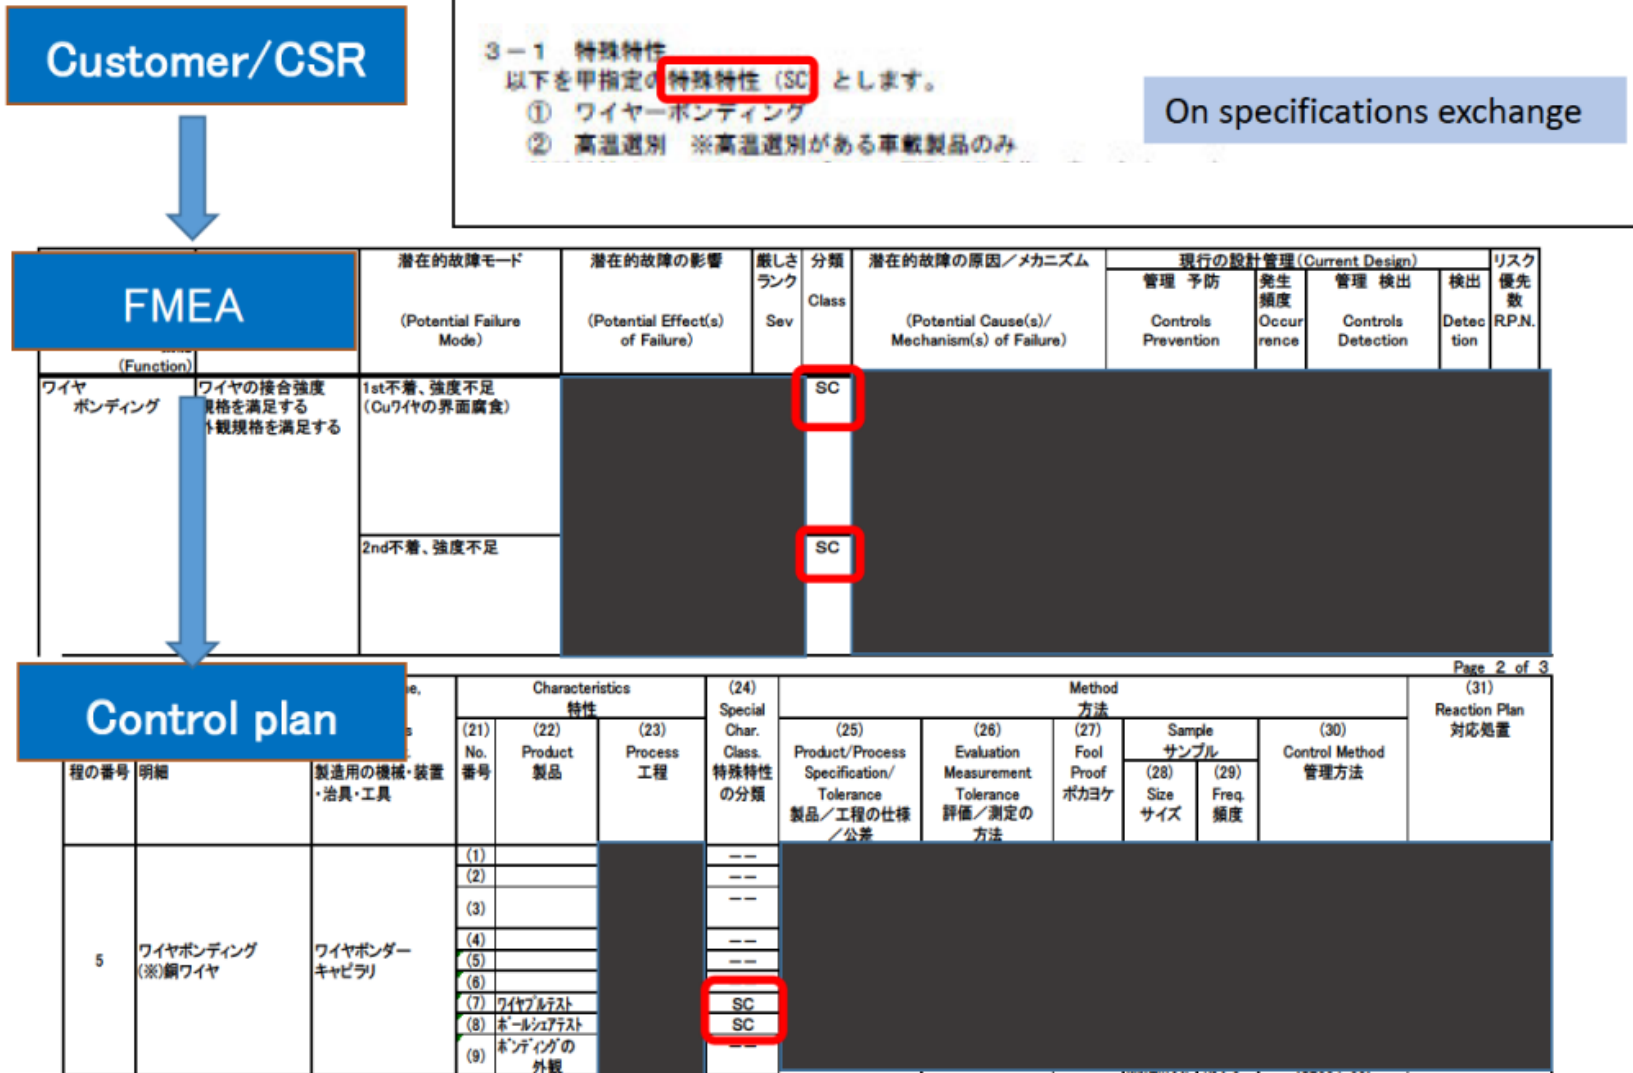 Customer/CSR
3－1 特殊特性
以下を甲指定の特殊特性（SC）とします。
① ワイヤーボンディング
② 高温選別 ※高温選別がある車載製品のみ
On specifications exchange
FMEA
(Function)
潜在的故障モード
(Potential Failure
Mode)
潜在的故障の影響
(Potential Effect(s)
of Failure)
厳しさ
ランク
Sev
分類
Class
潜在的故障の原因／メカニズム
(Potential Cause(s)/
Mechanism(s) of Failure)
現行の設計管理(Current Design)
管理 予防
Controls
Prevention
発生
頻度
Occur
rence
管理 検出
Controls
Detection
検出
Detec
tion
リスク
優先
数
R.P.N.
ワイヤ
ボンディング
ワイヤの接合強度
規格を満足する
外観規格を満足する
1st不着、強度不足
(Cuワイヤの界面腐食)
SC
2nd不着、強度不足
SC
Page 2 of 3
Control plan
程の番号
明細
製造用の機械・装置
・治具・工具
Characteristics
特性
(21)
No.
番号
(22)
Product
製品
(23)
Process
工程
(24)
Special
Char.
Class.
特殊特性
の分類
Method
方法
(25)
Product/Process
Specification/
Tolerance
製品／工程の仕様
／公差
(26)
Evaluation
Measurement
Tolerance
評価／測定の
方法
(27)
Fool
Proof
ポカヨケ
Sample
サンプル
(28)
Size
サイズ
(29)
Freq.
頻度
(30)
Control Method
管理方法
(31)
Reaction Plan
対応処置
5
ワイヤボンディング
(※)銅ワイヤ
ワイヤボンダー
キャピラリ
(1) －－
(2) －－
(3) －－
(4) －－
(5) －－
(6)
(7) ワイヤプルテスト SC
(8) ボールシェアテスト SC
(9) ボンディングの
外観
－－